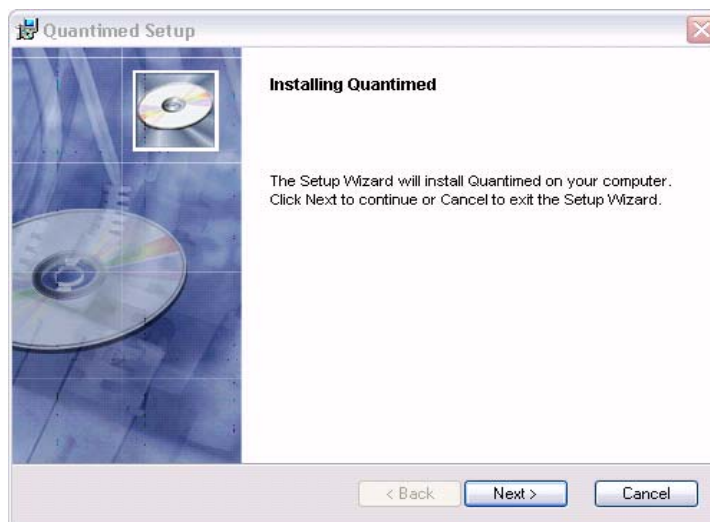 Quantimed Setup
Installing Quantimed
The Setup Wizard will install Quantimed on your computer.
Click Next to continue or Cancel to exit the Setup Wizard.
< Back
Next >
Cancel